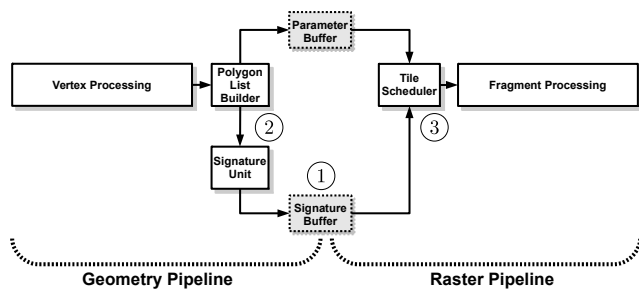 Parameter
Buffer
Vertex Processing
Polygon
List
Builder
Tile
Scheduler
Fragment Processing
2
3
Signature
Unit
1
Signature
Buffer
Geometry Pipeline
Raster Pipeline